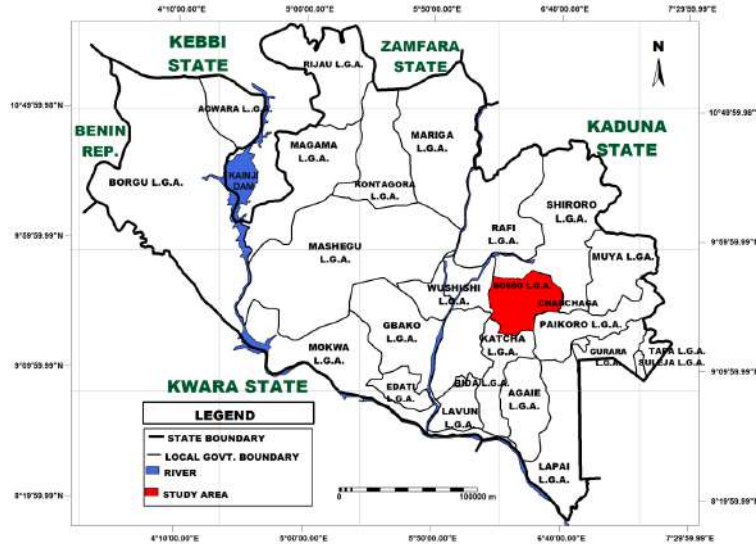 4°10'00.00"E
5°00'00.00"E
5°50'00.00"E
6°40'00.00"E
7°29'59.99"E
KEBBI
STATE
ZAMFARA
STATE
N
RIJAU L.G.A.
10°49'59.98"N
10°49'59.98"N
AGWARA L.G.A.
KADUNA
STATE
BENIN
REP.
MAGAMA
L.G.A.
MARIGA
L.G.A.
KAINJI
DAM
BORGU L.G.A.
KONTAGORA
L.G.A.
SHIRORO
L.G.A.
RAFI
L.G.A.
9°59'59.99"N
9°59'59.99"N
MASHEGU
L.G.A.
MUYA L.GA.
WUSHISHI
L.G.A.
BOSSO L.G.A.
CHANCHAGA
GBAKO
L.G.A.
PAIKORO L.G.A.
KATCHA
L.G.A.
MOKWA
L.G.A.
GURARA
L.G.A.
TAFA L.G.A.
SULEJA L.G.A.
9°09'59.99"N
9°09'59.99"N
KWARA STATE
EDATI
L.G.A.
BIDA L.G.A.
AGAIE
L.G.A.
LAVUN
L.G.A.
LEGEND
STATE BOUNDARY
LOCAL GOVT. BOUNDARY
RIVER
STUDY AREA
LAPAI
L.G.A.
0
100000 m
8°19'59.99"N
8°19'59.99"N
4°10'00.00"E
5°00'00.00"E
5°50'00.00"E
6°40'00.00"E
7°29'59.99"E